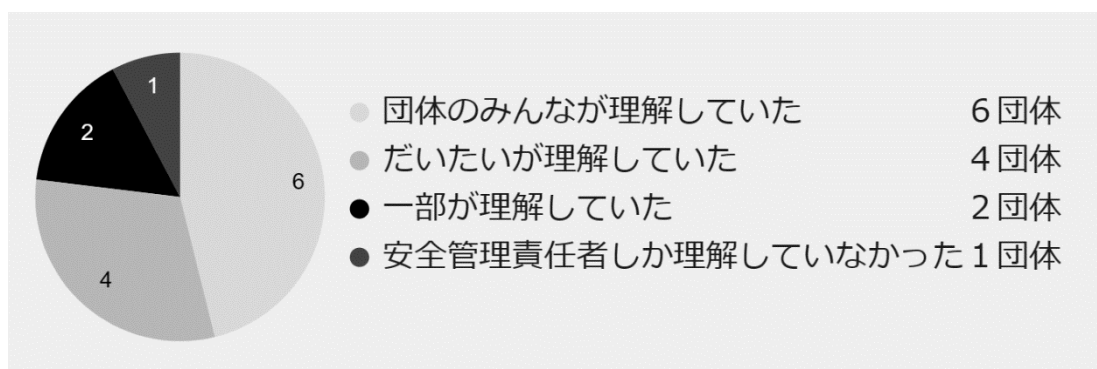 1
2
6
4
団体のみんなが理解していた 6団体
だいたいが理解していた 4団体
一部が理解していた 2団体
安全管理責任者しか理解していなかった1団体